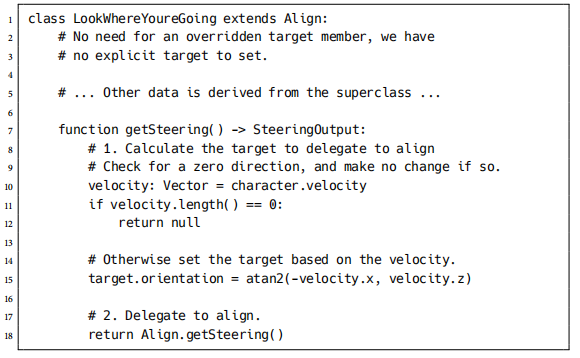 1 class LookWhereYoureGoing extends Align:
2     # No need for an overridden target member, we have
3     # no explicit target to set.
4
5     # ... Other data is derived from the superclass ...
6
7     function getSteering() -> SteeringOutput:
8         # 1. Calculate the target to delegate to align
9         # Check for a zero direction, and make no change if so.
10         velocity: Vector = character.velocity
11         if velocity.length() == 0:
12             return null
13
14         # Otherwise set the target based on the velocity.
15         target.orientation = atan2(-velocity.x, velocity.z)
16
17         # 2. Delegate to align.
18         return Align.getSteering()